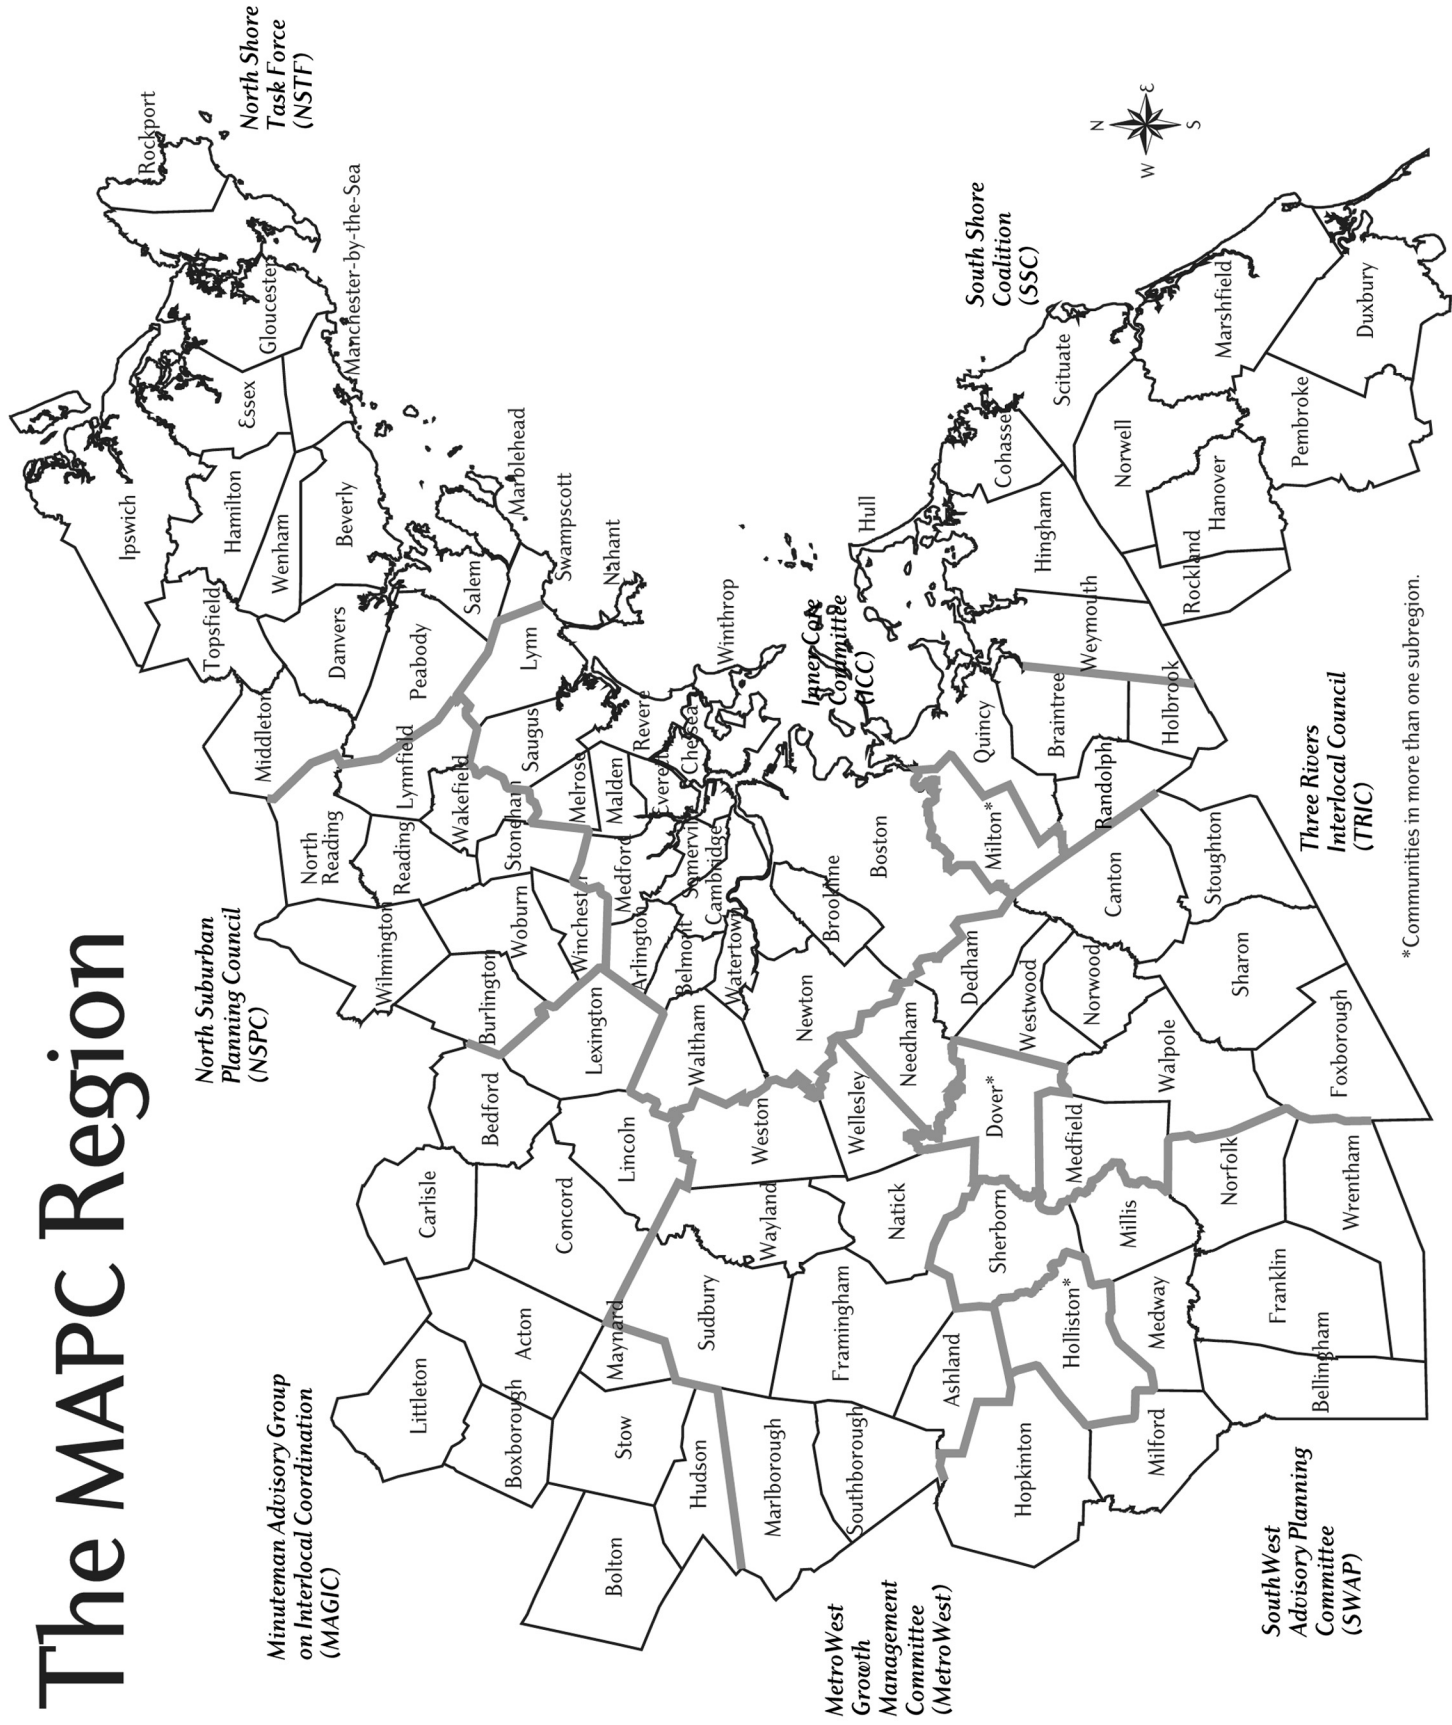 The MAPC Region
North Shore
Task Force
(NSTF)
North Suburban
Planning Council
(NSPC)
Minuteman Advisory Group
on Interlocal Coordination
(MAGIC)
Inner Core
Committee
(ICC)
South Shore
Coalition
(SSC)
MetroWest
Growth
Management
Committee
(MetroWest)
SouthWest
Advisory Planning
Committee
(SWAP)
Three Rivers
Interlocal Council
(TRIC)
N
W
E
S
Rockport
Gloucester
Manchester-by-the-Sea
Essex
Ipswich
Hamilton
Wenham
Beverly
Topsfield
Danvers
Middleton
Peabody
Salem
Marblehead
Swampscott
Nahant
Lynn
Lynnfield
North
Reading
Reading
Wakefield
Saugus
Stoneham
Melrose
Malden
Revere
Everett
Chelsea
Winthrop
Wilmington
Woburn
Winchester
Medford
Somerville
Cambridge
Burlington
Arlington
Belmont
Watertown
Lexington
Waltham
Bedford
Lincoln
Carlisle
Concord
Littleton
Acton
Boxborough
Maynard
Stow
Hudson
Bolton
Sudbury
Wayland
Weston
Wellesley
Newton
Brookline
Boston
Marlborough
Southborough
Framingham
Natick
Needham
Dedham
Ashland
Sherborn
Dover*
Westwood
Norwood
Milton*
Quincy
Hull
Hopkinton
Holliston*
Medfield
Millis
Medway
Milford
Bellingham
Franklin
Norfolk
Wrentham
Walpole
Sharon
Foxborough
Canton
Stoughton
Randolph
Braintree
Holbrook
Weymouth
Hingham
Cohasset
Scituate
Norwell
Rockland
Hanover
Marshfield
Pembroke
Duxbury
*Communities in more than one subregion.